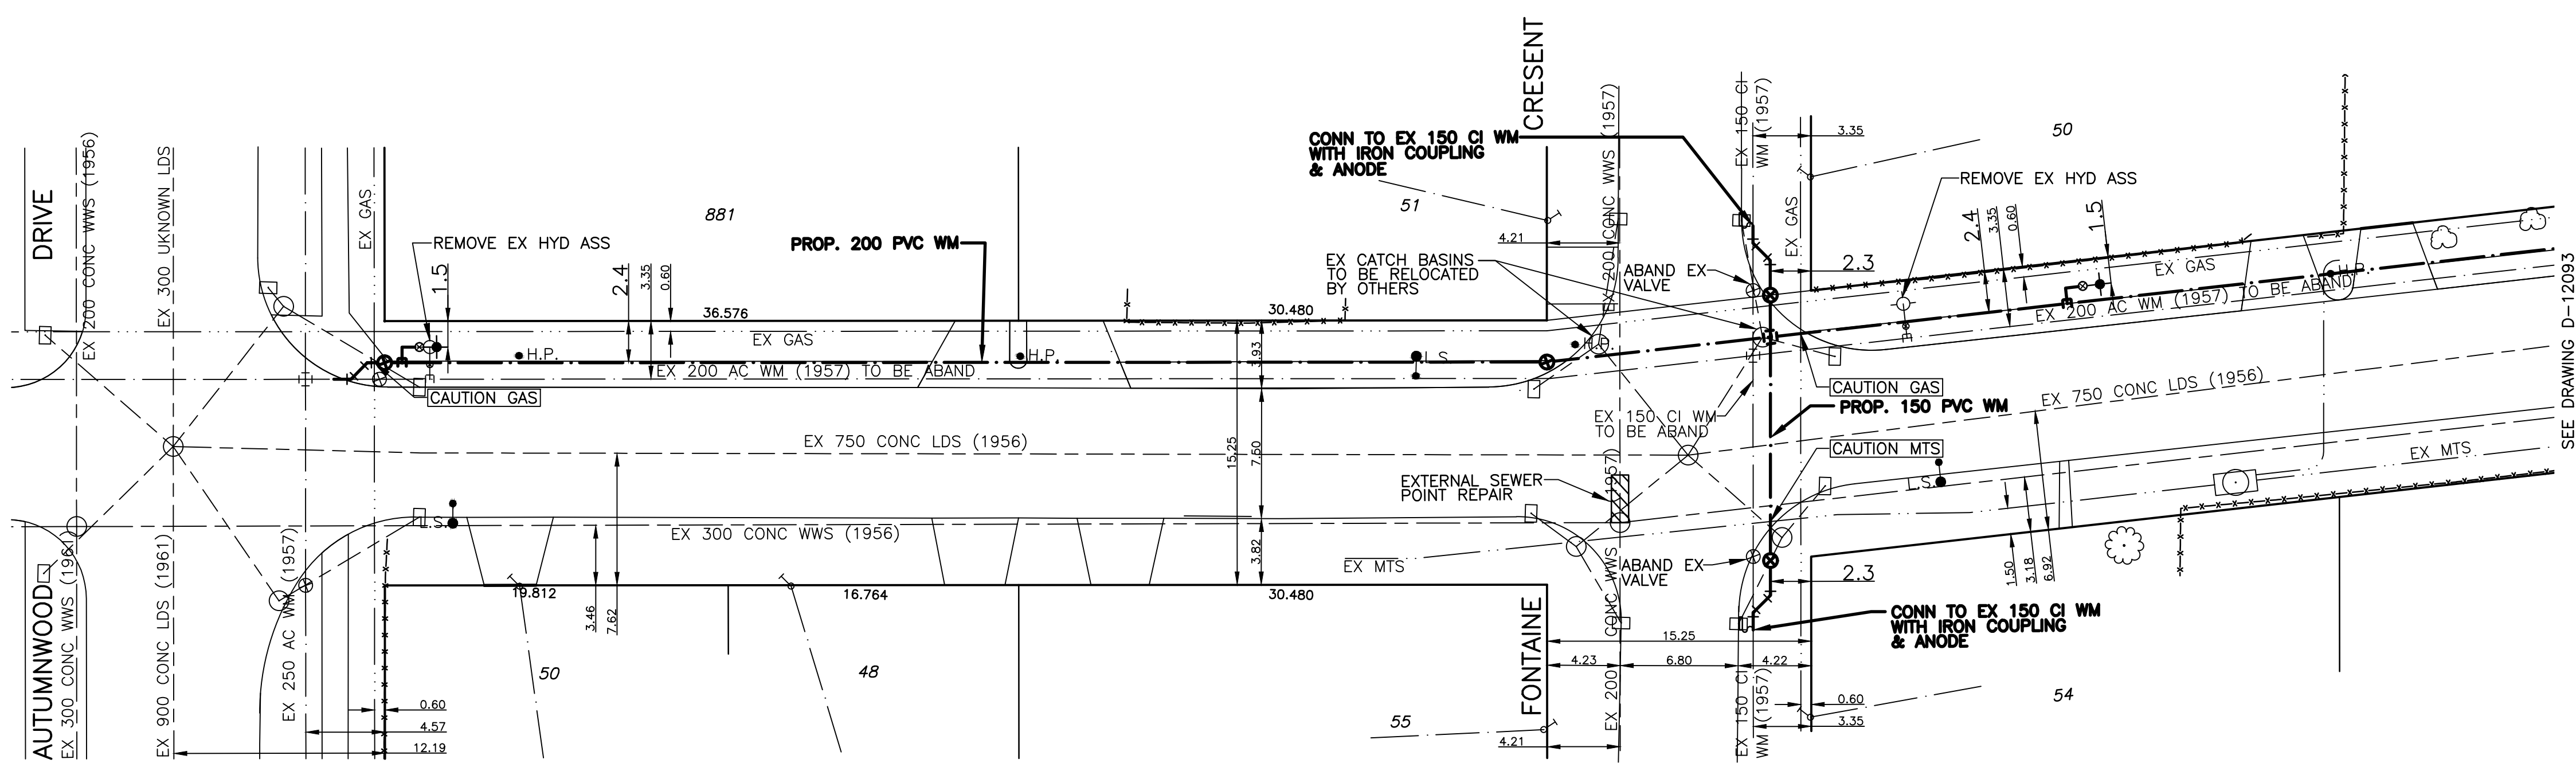 DRIVE
AUTUMNWOOD
EX 200 CONC WWS (1956)
EX 300 UKNOWN LDS
EX GAS
REMOVE EX HYD ASS
1.5
2.4
3.35
0.60
881
36.576
PROP. 200 PVC WM
EX GAS
H.P.
H.P.
EX 200 AC WM (1957) TO BE ABAND
CAUTION GAS
EX 750 CONC LDS (1956)
L.S.
EX 300 CONC WWS (1956)
EX 300 CONC WWS (1961)
EX 900 CONC LDS (1961)
EX 250 AC WM (1957)
0.60
4.57
12.19
19.812
16.764
30.480
3.46
7.62
50
48
30.480
3.93
15.25
7.50
3.82
L.S.
CRESENT
CONN TO EX 150 CI WM
WITH IRON COUPLING
& ANODE
51
4.21
EX CATCH BASINS
TO BE RELOCATED
BY OTHERS
H.P.
EX 200 CONC WWS (1957)
EX 150 CI
WM (1957)
ABAND EX
VALVE
EX GAS
3.35
50
2.3
REMOVE EX HYD ASS
2.4
3.35
0.60
1.5
EX GAS
H.P.
EX 200 AC WM (1957) TO BE ABAND
CAUTION GAS
PROP. 150 PVC WM
EX 750 CONC LDS (1956)
EX 150 CI WM
TO BE ABAND
CAUTION MTS
EXTERNAL SEWER
POINT REPAIR
L.S.
EX MTS
EX MTS
ABAND EX
VALVE
2.3
1.50
3.18
6.92
CONN TO EX 150 CI WM
WITH IRON COUPLING
& ANODE
FONTAINE
EX 200 CONC WWS (1957)
15.25
4.23
6.80
4.22
EX 150 CI
WM (1957)
0.60
3.35
55
4.21
54
SEE DRAWING D-12093